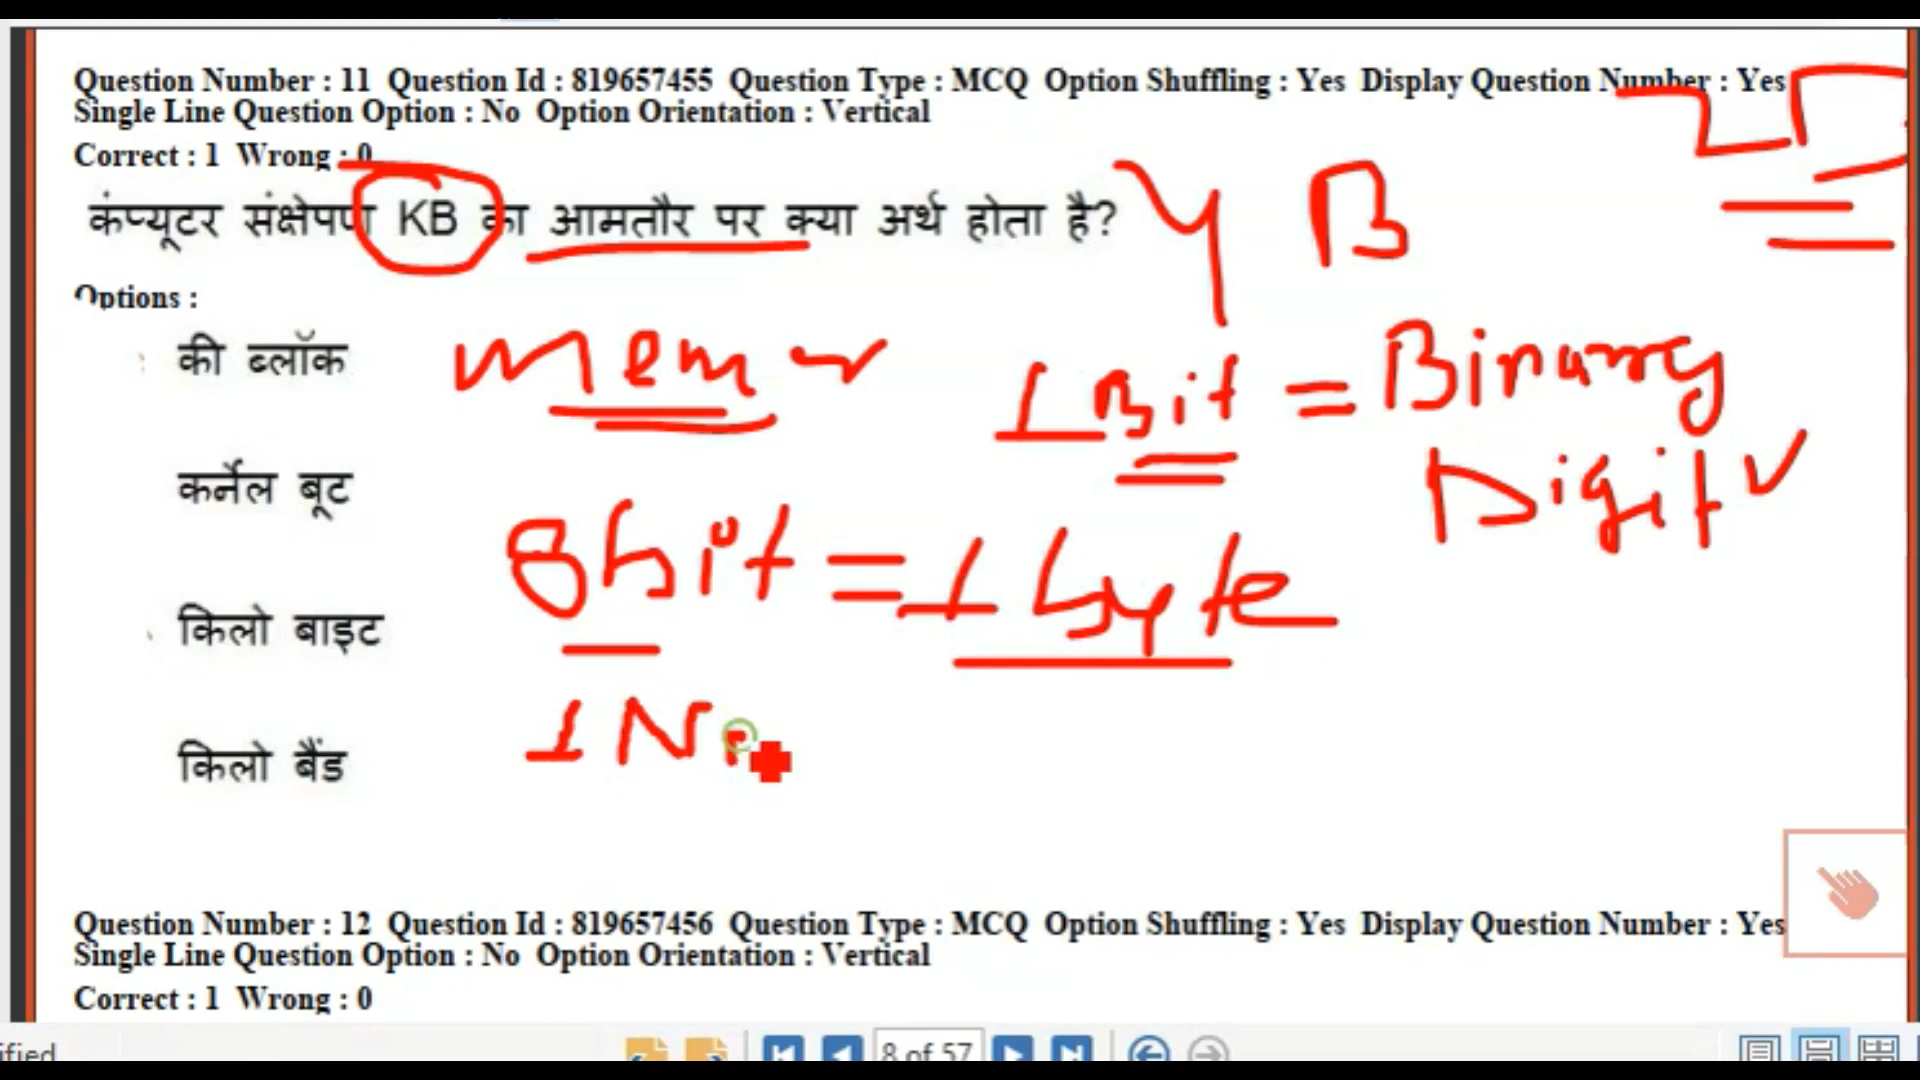 Question Number : 11 Question Id : 819657455 Question Type : MCQ Option Shuffling : Yes Display Question Number : Yes
Single Line Question Option : No Option Orientation : Vertical
Correct : 1 Wrong : 0
कंप्यूटर संक्षेपण KB का आमतौर पर क्या अर्थ होता है?
Y B
Options :
की ब्लॉक
Mem
1 Bit = Binary
Digit
कर्नेल बूट
8bit = 1 byte
किलो बाइट
1 N
किलो बैंड
Question Number : 12 Question Id : 819657456 Question Type : MCQ Option Shuffling : Yes Display Question Number : Yes
Single Line Question Option : No Option Orientation : Vertical
Correct : 1 Wrong : 0
8 of 57